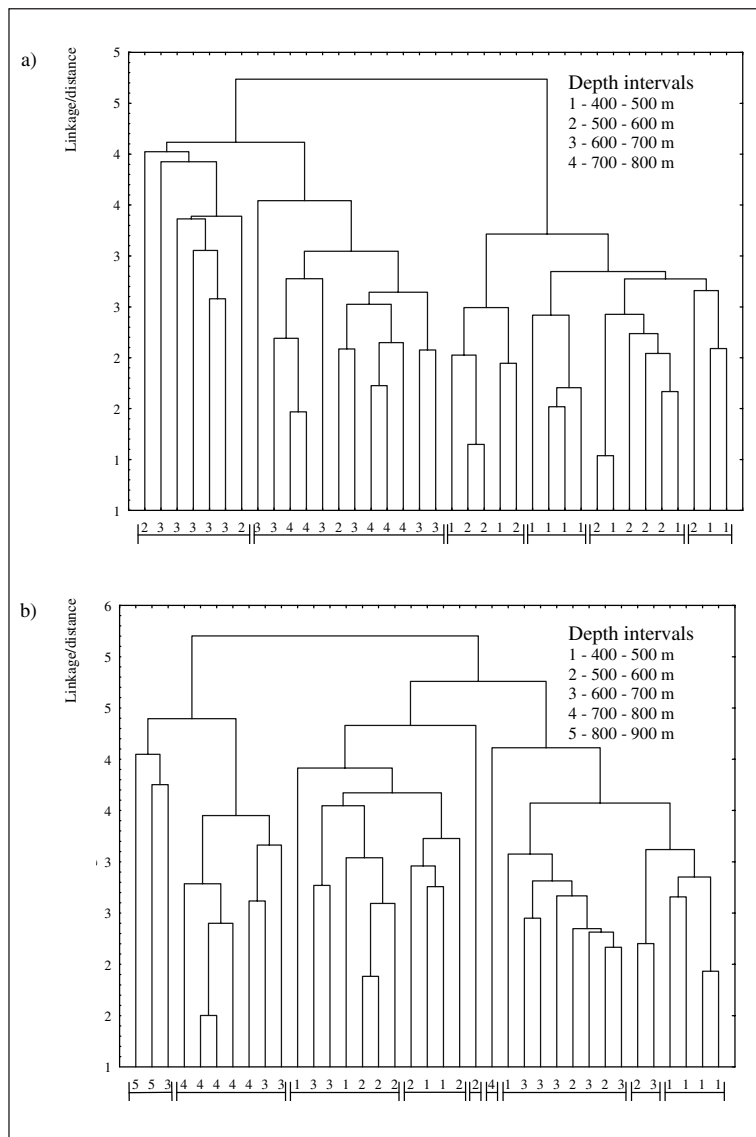 a)
Linkage/distance
5
5
4
4
3
3
2
2
1
1
Depth intervals
1 - 400 - 500 m
2 - 500 - 600 m
3 - 600 - 700 m
4 - 700 - 800 m
2 3 3 3 3 3 2 3 3 4 4 3 2 3 4 4 4 3 3 1 2 2 1 2 1 1 1 1 2 1 2 2 2 1 2 1 1
b)
Linkage/distance
6
5
5
4
4
3
3
2
2
1
Depth intervals
1 - 400 - 500 m
2 - 500 - 600 m
3 - 600 - 700 m
4 - 700 - 800 m
5 - 800 - 900 m
5 5 3 4 4 4 4 4 3 3 1 3 3 1 2 2 2 2 1 1 2 2 4 1 3 3 3 2 3 2 3 2 3 1 1 1 1